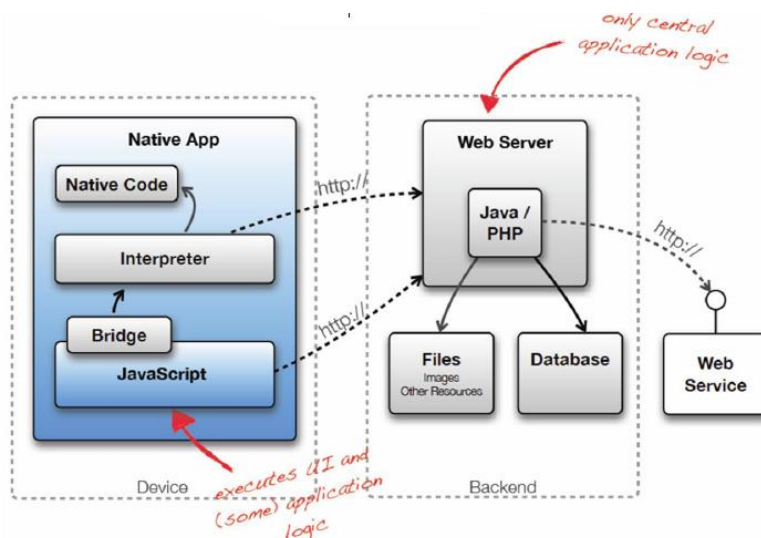 only central
application logic
Native App
Native Code
Interpreter
Bridge
JavaScript
Device
executes UI and
(some) application
logic
http://
http://
Web Server
Java /
PHP
http://
Files
Images
Other Resources
Database
Web
Service
Backend